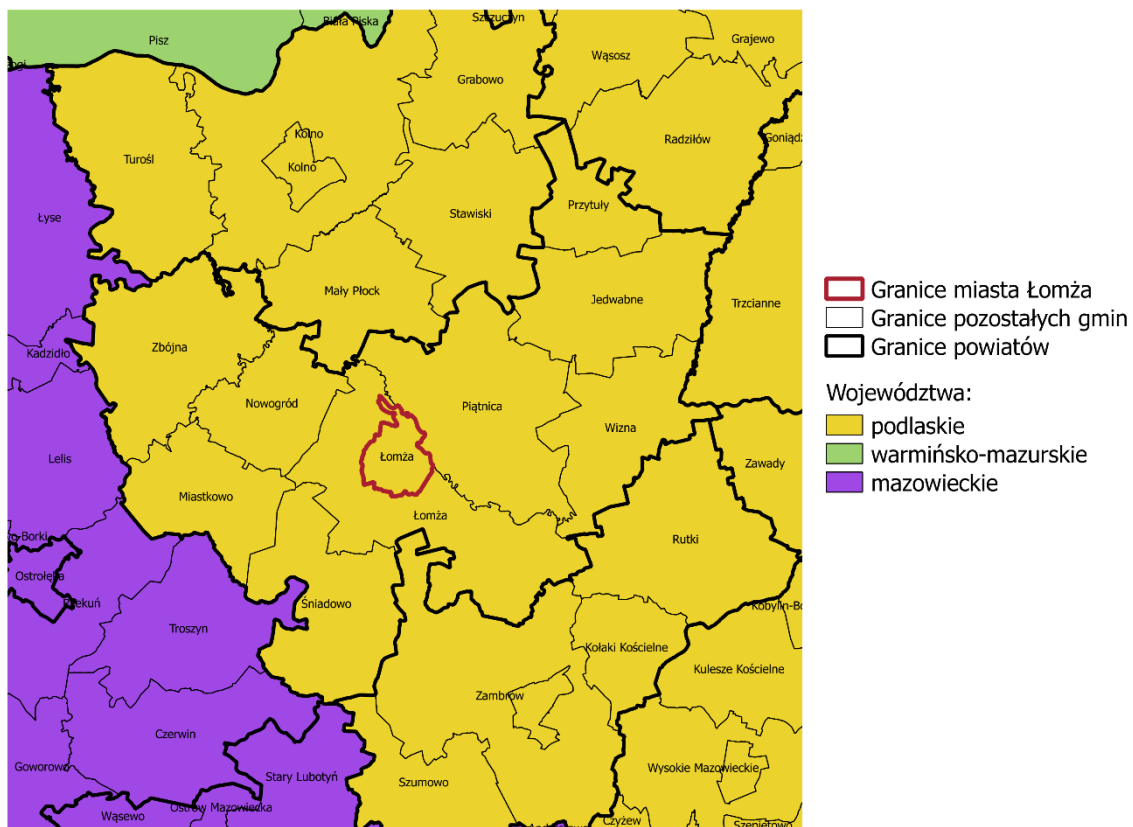 Pisz
Biała Piska
Szczuczyn
Wąsosz
Grajewo
Grabowo
Kolno
Radziłów
Goniądz
Turośl
Kolno
Przytuły
Łyse
Stawiski
Mały Płock
Jedwabne
Trzcianne
Zbójna
Kadzidło
Nowogród
Piątnica
Wizna
Lelis
Łomża
Zawady
Miastkowo
Łomża
Rutki
Ostrołęka
Śniadowo
Troszyn
Kołaki Kościelne
Kulesze Kościelne
Zambrów
Czerwin
Goworowo
Stary Lubotyń
Szumowo
Wysokie Mazowieckie
Ostrów Mazowiecka
Wąsewo
Czyżew
Szepietowo
Granice miasta Łomża
Granice pozostałych gmin
Granice powiatów
Województwa:
podlaskie
warmińsko-mazurskie
mazowieckie